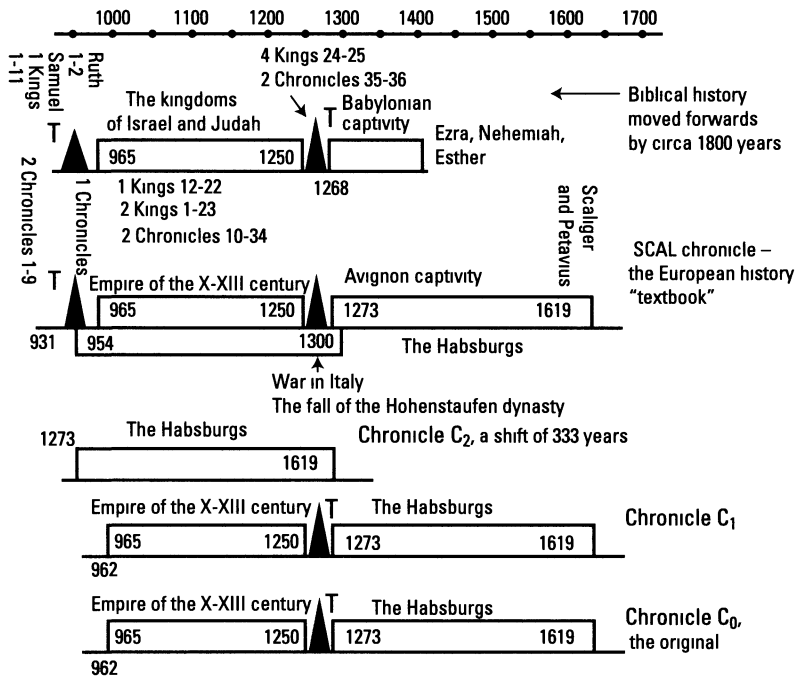 1000 1100 1200 1300 1400 1500 1600 1700
Ruth
1-2
Samuel
1 Kings
1-11
4 Kings 24-25
2 Chronicles 35-36
T
The kingdoms
of Israel and Judah
T
Babylonian
captivity
Ezra, Nehemiah,
Esther
Biblical history
moved forwards
by circa 1800 years
965 1250
1268
1 Kings 12-22
2 Kings 1-23
2 Chronicles 10-34
1 Chronicles
2 Chronicles 1-9
Scaliger
and Petavius
SCAL chronicle –
the European history
“textbook”
T
Empire of the X-XIII century
Avignon captivity
965 1250 1273 1619
931 954 1300
The Habsburgs
War in Italy
The fall of the Hohenstaufen dynasty
1273 The Habsburgs
Chronicle C2, a shift of 333 years
1619
Empire of the X-XIII century T The Habsburgs
Chronicle C1
965 1250 1273 1619
962
Empire of the X-XIII century T The Habsburgs
Chronicle C0,
the original
965 1250 1273 1619
962